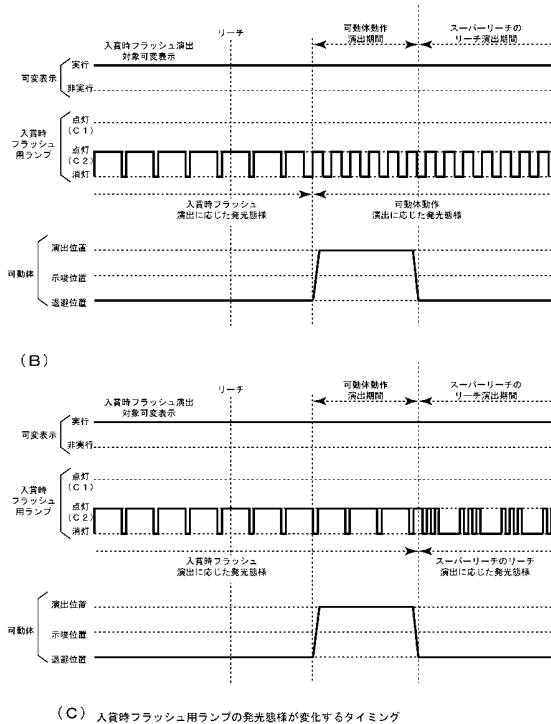 リーチ
可動体動作
演出期間
スーパーリーチの
リーチ演出期間
入賞時フラッシュ演出
対象可変表示
可変表示
実行
非実行
入賞時
フラッシュ
用ランプ
点灯
(C1)
点灯
(C2)
消灯
入賞時フラッシュ
演出に応じた発光態様
可動体動作
演出に応じた発光態様
可動体
演出位置
示唆位置
退避位置
(B)
リーチ
可動体動作
演出期間
スーパーリーチの
リーチ演出期間
入賞時フラッシュ演出
対象可変表示
可変表示
実行
非実行
入賞時
フラッシュ
用ランプ
点灯
(C1)
点灯
(C2)
消灯
入賞時フラッシュ
演出に応じた発光態様
スーパーリーチのリーチ
演出に応じた発光態様
可動体
演出位置
示唆位置
退避位置
(C) 入賞時フラッシュ用ランプの発光態様が変化するタイミング